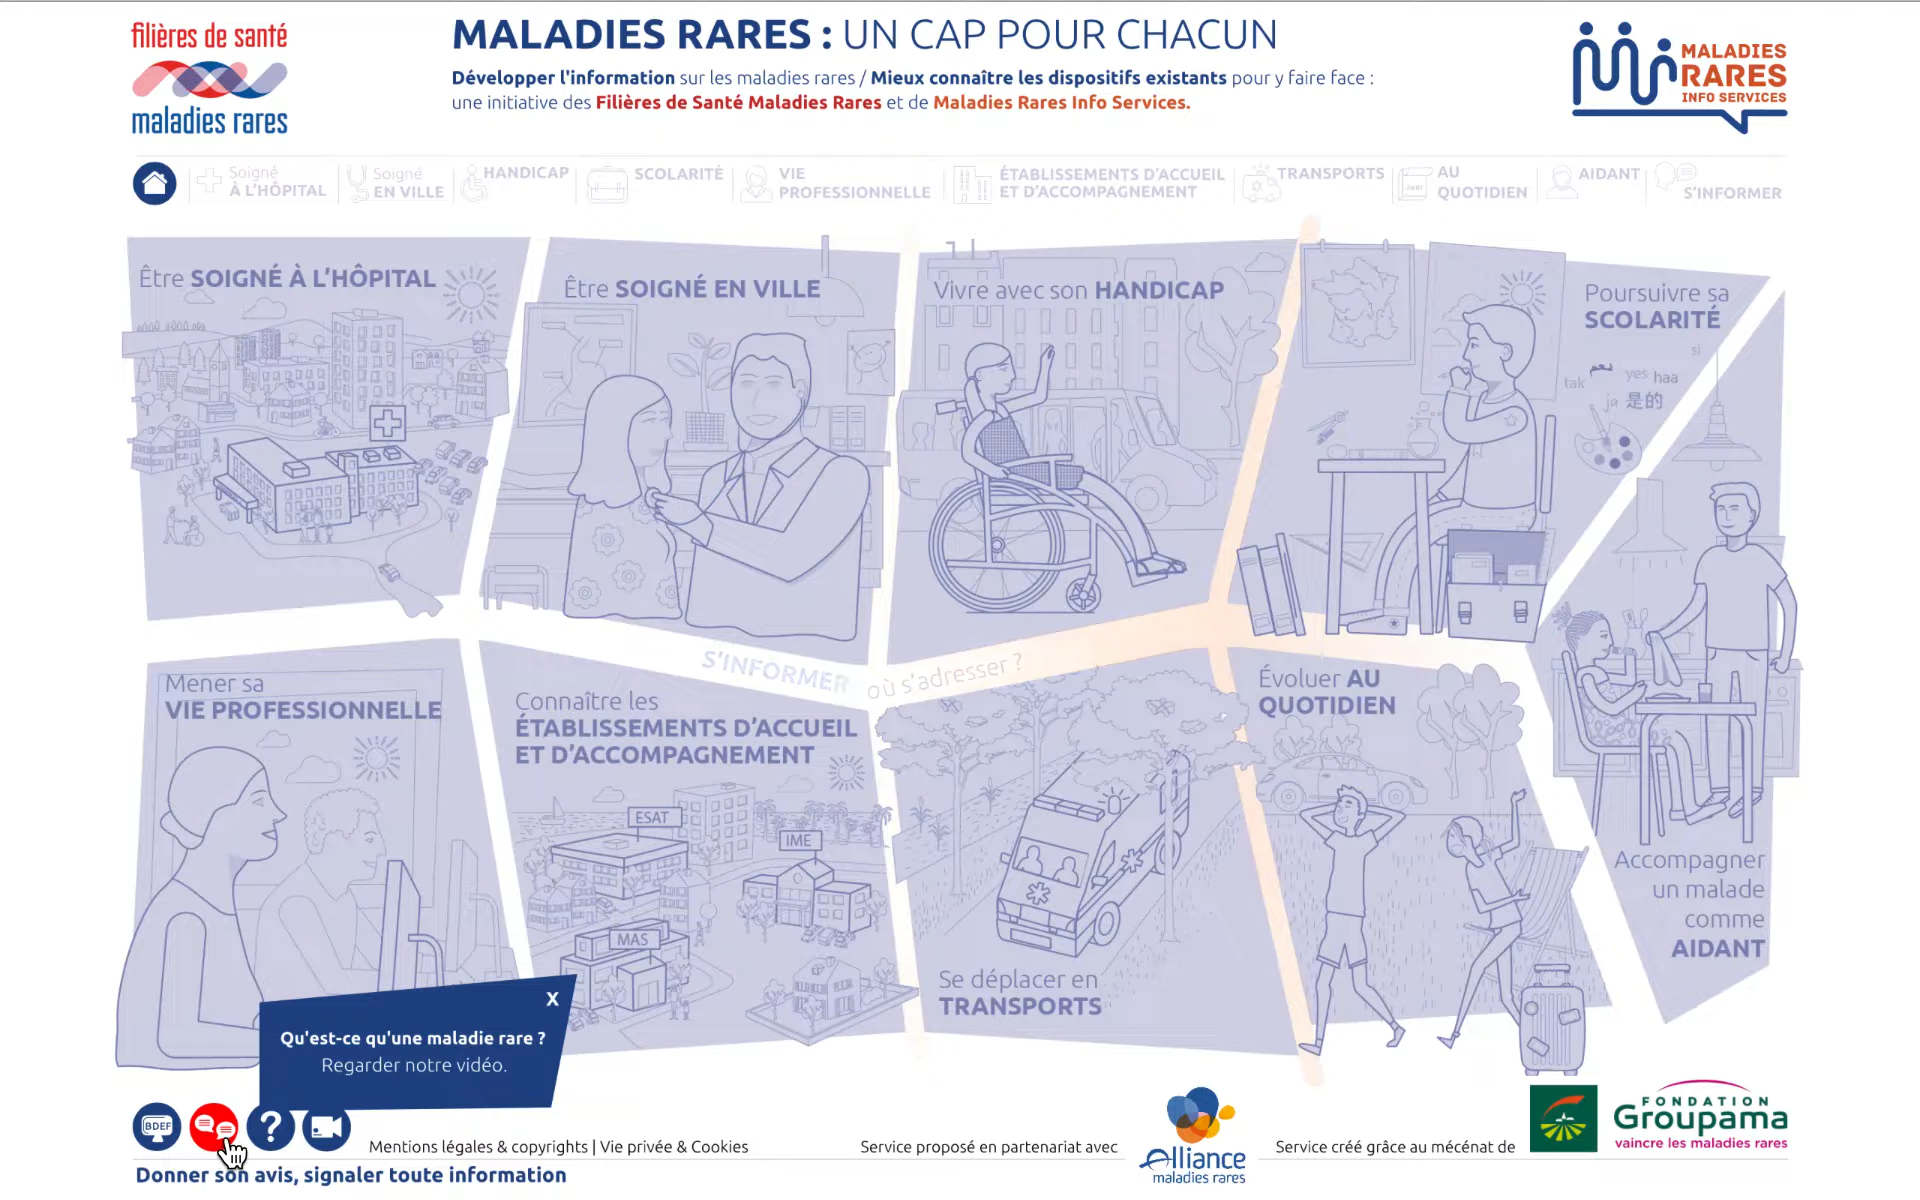 filières de santé
maladies rares
MALADIES RARES : UN CAP POUR CHACUN
Développer l'information sur les maladies rares / Mieux connaître les dispositifs existants pour y faire face :
une initiative des Filières de Santé Maladies Rares et de Maladies Rares Info Services.
MALADIES
RARES
INFO SERVICES
Soigné
À L'HÔPITAL
Soigné
EN VILLE
HANDICAP
SCOLARITÉ
VIE
PROFESSIONNELLE
ÉTABLISSEMENTS D'ACCUEIL
ET D'ACCOMPAGNEMENT
TRANSPORTS
AU
QUOTIDIEN
AIDANT
S'INFORMER
Être SOIGNÉ À L'HÔPITAL
Être SOIGNÉ EN VILLE
Vivre avec son HANDICAP
Poursuivre sa
SCOLARITÉ
si
tak
yes haa
ja 是的
S'INFORMER où s'adresser ?
Mener sa
VIE PROFESSIONNELLE
Connaître les
ÉTABLISSEMENTS D'ACCUEIL
ET D'ACCOMPAGNEMENT
ESAT
IME
MAS
Se déplacer en
TRANSPORTS
Évoluer AU
QUOTIDIEN
Accompagner
un malade
comme
AIDANT
X
Qu'est-ce qu'une maladie rare ?
Regarder notre vidéo.
BDEF
?
Mentions légales & copyrights | Vie privée & Cookies
Donner son avis, signaler toute information
Service proposé en partenariat avec
Alliance
maladies rares
Service créé grâce au mécénat de
FONDATION
Groupama
vaincre les maladies rares